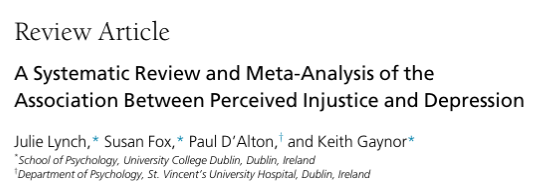 Review Article
A Systematic Review and Meta-Analysis of the
Association Between Perceived Injustice and Depression
Julie Lynch,* Susan Fox,* Paul D'Alton,† and Keith Gaynor*
*School of Psychology, University College Dublin, Dublin, Ireland
†Department of Psychology, St. Vincent's University Hospital, Dublin, Ireland